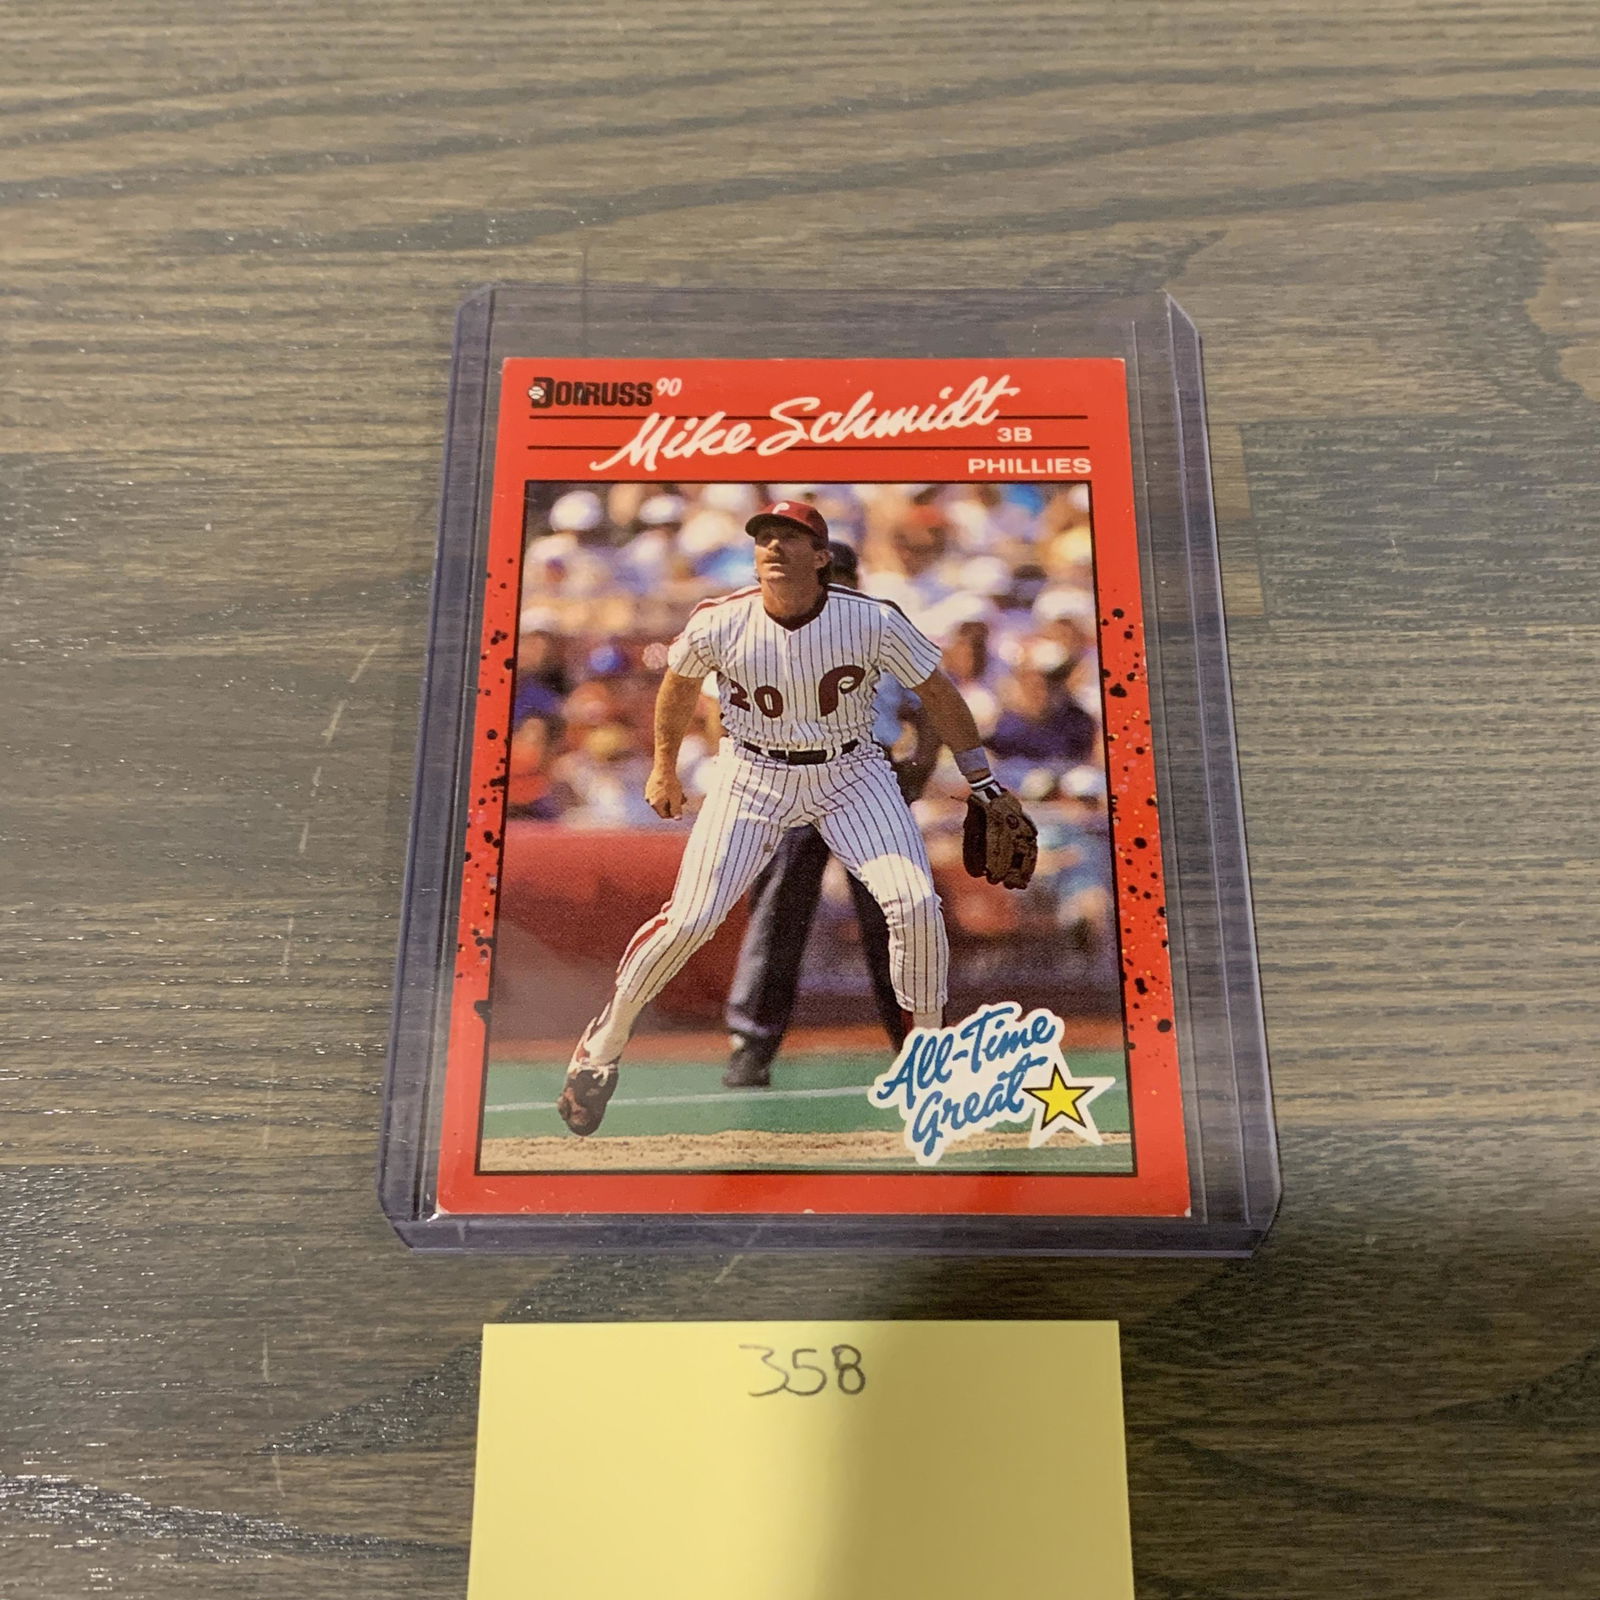 DONRUSS 90
Mike Schmidt
3B
PHILLIES
P
20 P
All-Time
Great
358